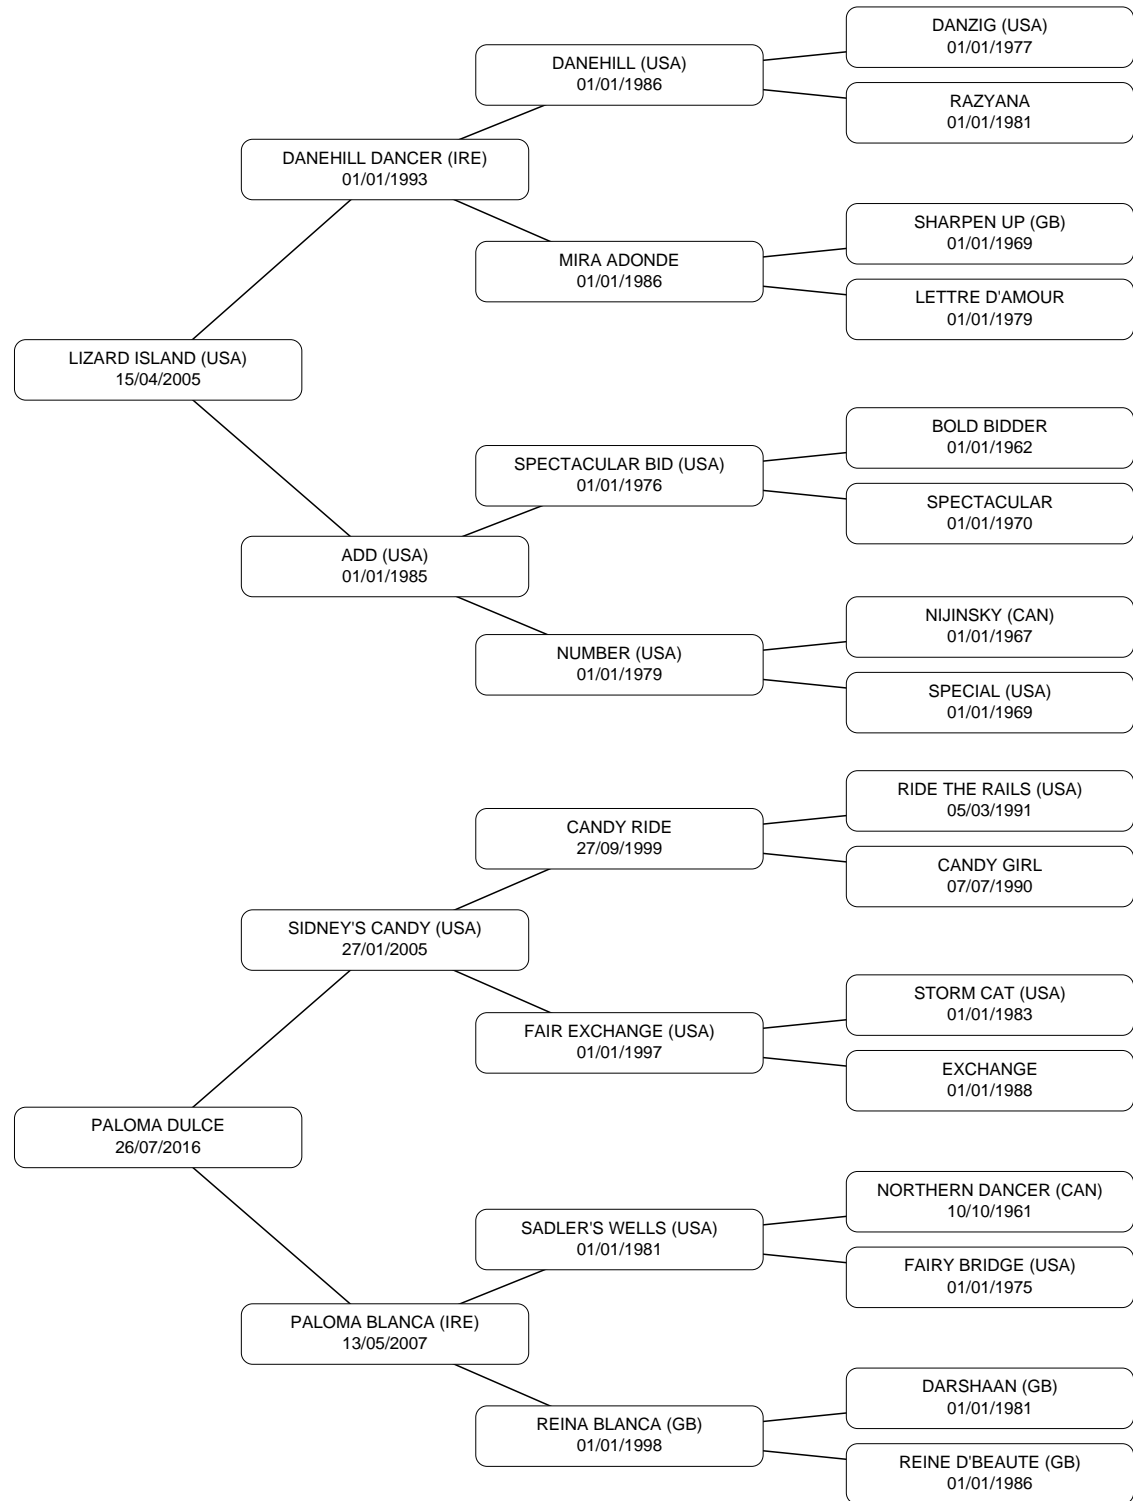 DANZIG (USA)
01/01/1977
DANEHILL (USA)
01/01/1986
RAZYANA
01/01/1981
DANEHILL DANCER (IRE)
01/01/1993
SHARPEN UP (GB)
01/01/1969
MIRA ADONDE
01/01/1986
LETTRE D'AMOUR
01/01/1979
LIZARD ISLAND (USA)
15/04/2005
BOLD BIDDER
01/01/1962
SPECTACULAR BID (USA)
01/01/1976
SPECTACULAR
01/01/1970
ADD (USA)
01/01/1985
NIJINSKY (CAN)
01/01/1967
NUMBER (USA)
01/01/1979
SPECIAL (USA)
01/01/1969
RIDE THE RAILS (USA)
05/03/1991
CANDY RIDE
27/09/1999
CANDY GIRL
07/07/1990
SIDNEY'S CANDY (USA)
27/01/2005
STORM CAT (USA)
01/01/1983
FAIR EXCHANGE (USA)
01/01/1997
EXCHANGE
01/01/1988
PALOMA DULCE
26/07/2016
NORTHERN DANCER (CAN)
10/10/1961
SADLER'S WELLS (USA)
01/01/1981
FAIRY BRIDGE (USA)
01/01/1975
PALOMA BLANCA (IRE)
13/05/2007
DARSHAAN (GB)
01/01/1981
REINA BLANCA (GB)
01/01/1998
REINE D'BEAUTE (GB)
01/01/1986